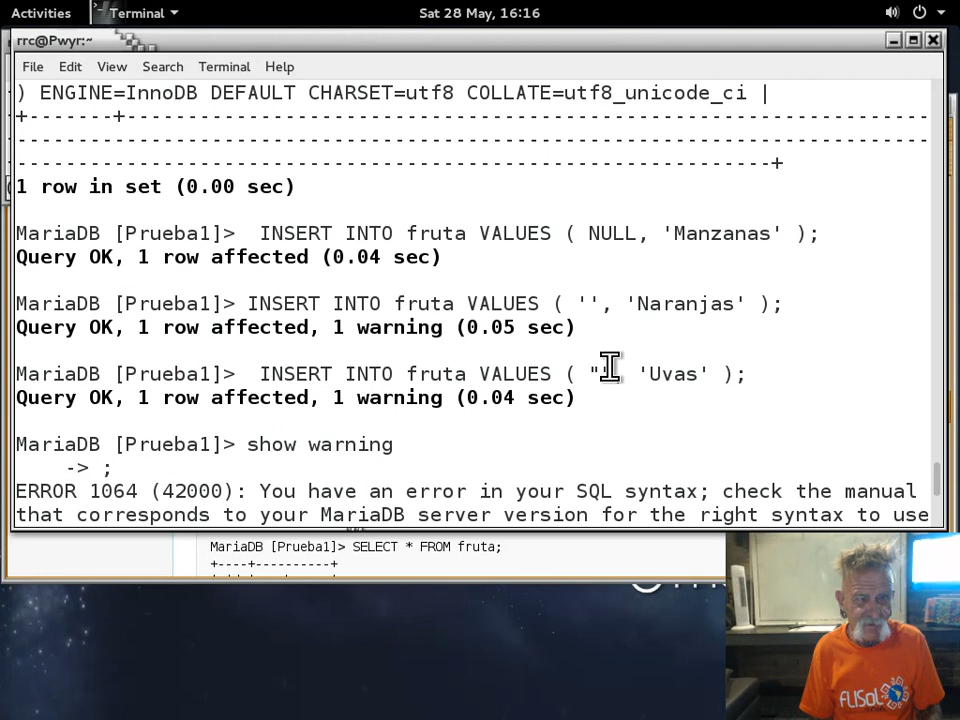 Activities Terminal Sat 28 May, 16:16
rrc@Pwyr:~
File Edit View Search Terminal Help
) ENGINE=InnoDB DEFAULT CHARSET=utf8 COLLATE=utf8_unicode_ci |
+-------+------------------------------------------------------------------
---------------------------------------------------------------------------
--------------------------------------------------------------+
1 row in set (0.00 sec)
MariaDB [Prueba1]>  INSERT INTO fruta VALUES ( NULL, 'Manzanas' );
Query OK, 1 row affected (0.04 sec)
MariaDB [Prueba1]> INSERT INTO fruta VALUES ( '', 'Naranjas' );
Query OK, 1 row affected, 1 warning (0.05 sec)
MariaDB [Prueba1]>  INSERT INTO fruta VALUES ( 'Uvas' );
Query OK, 1 row affected, 1 warning (0.04 sec)
MariaDB [Prueba1]> show warning
    -> ;
ERROR 1064 (42000): You have an error in your SQL syntax; check the manual
that corresponds to your MariaDB server version for the right syntax to use
MariaDB [Prueba1]> SELECT * FROM fruta;
+----+----------+
FLISoL